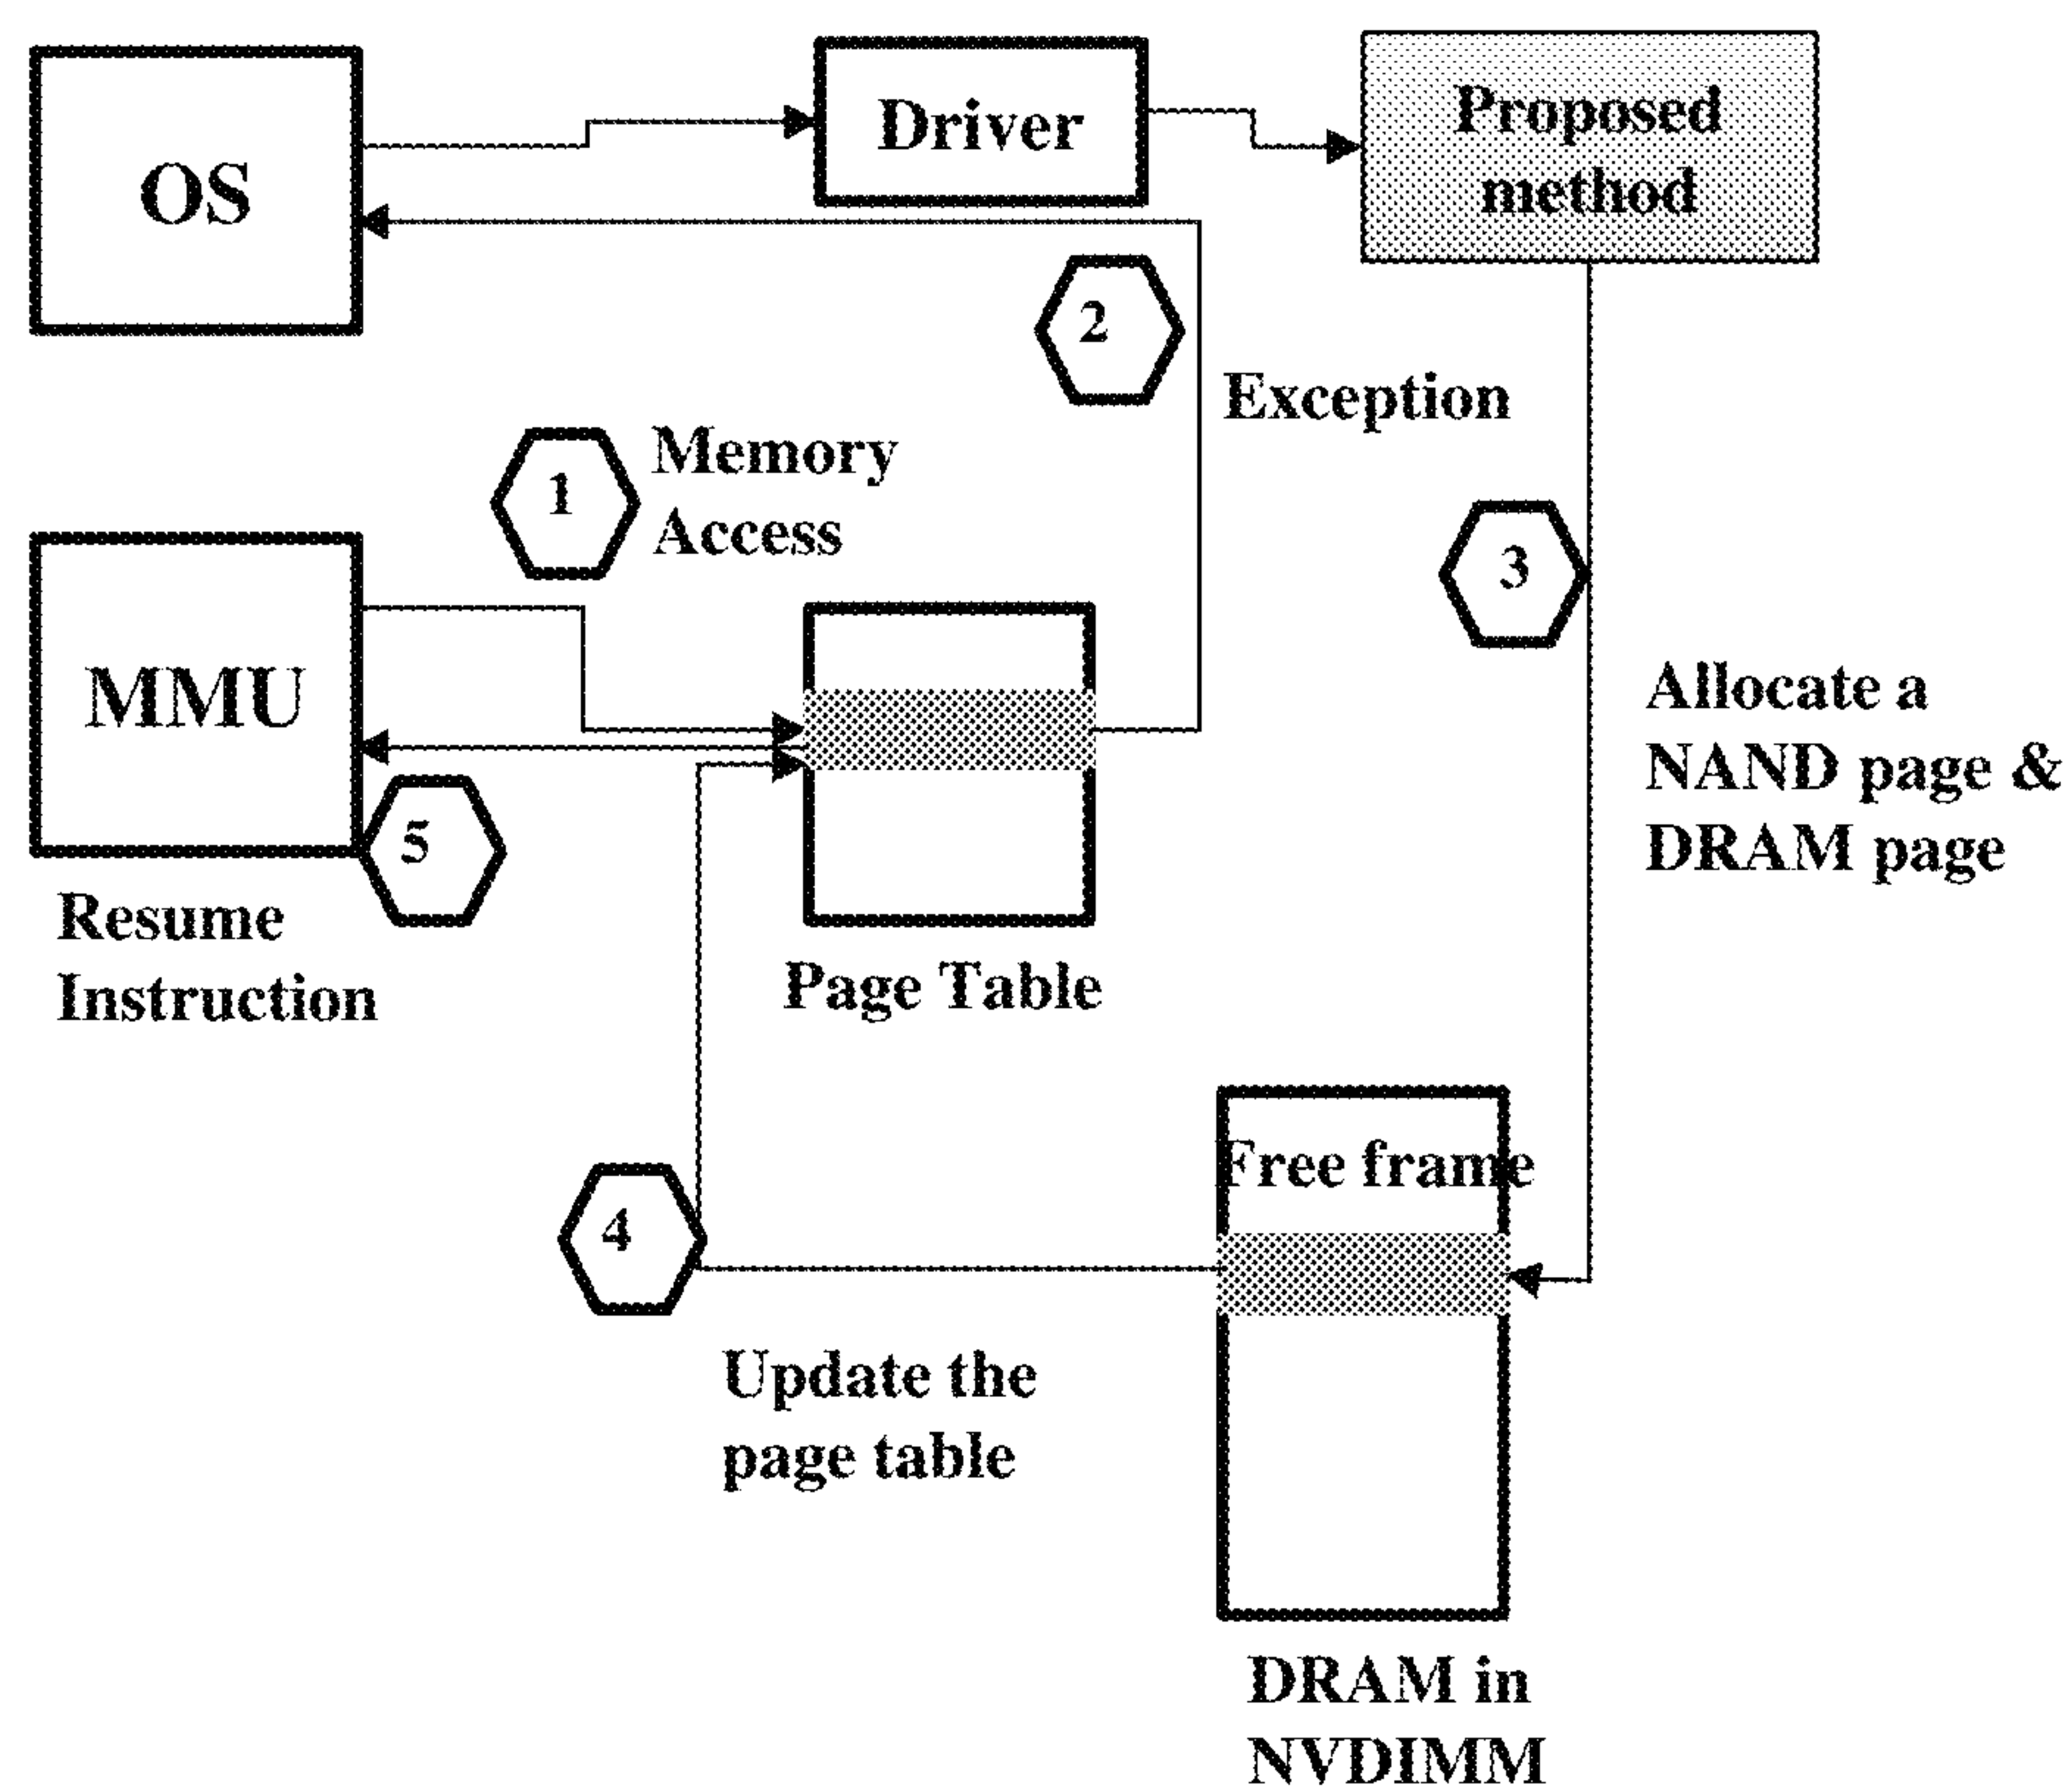 OS
Driver
Proposed
method
2
Exception
1
Memory
Access
3
MMU
Allocate a
NAND page &
DRAM page
5
Resume
Instruction
Page Table
Free frame
4
Update the
page table
DRAM in
NVDIMM